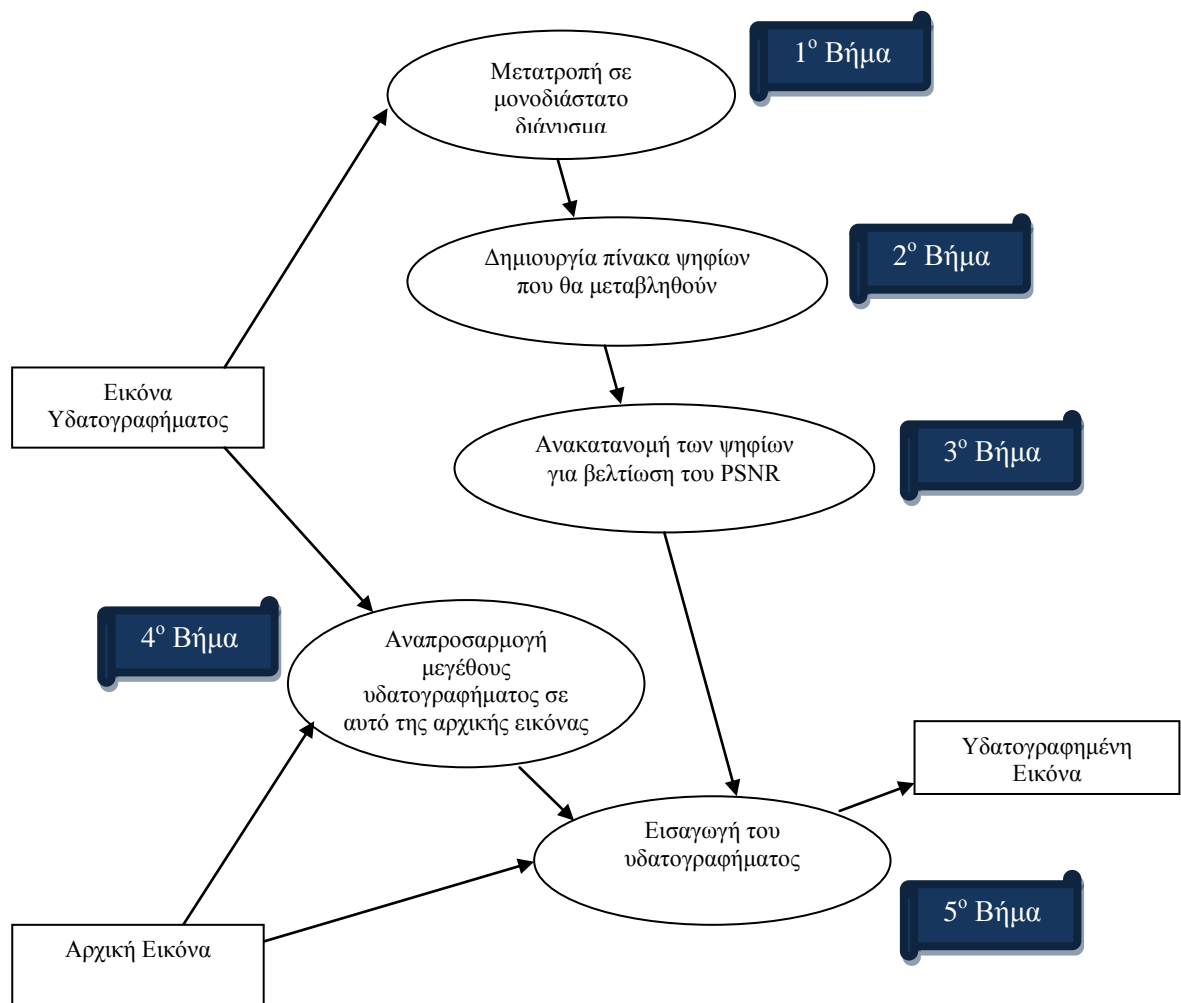 1ο Βήμα
Μετατροπή σε
μονοδιάστατο
διάνυσμα
2ο Βήμα
Δημιουργία πίνακα ψηφίων
που θα μεταβληθούν
Εικόνα
Υδατογραφήματος
3ο Βήμα
Ανακατανομή των ψηφίων
για βελτίωση του PSNR
4ο Βήμα
Αναπροσαρμογή
μεγέθους
υδατογραφήματος σε
αυτό της αρχικής εικόνας
Υδατογραφημένη
Εικόνα
Εισαγωγή του
υδατογραφήματος
5ο Βήμα
Αρχική Εικόνα